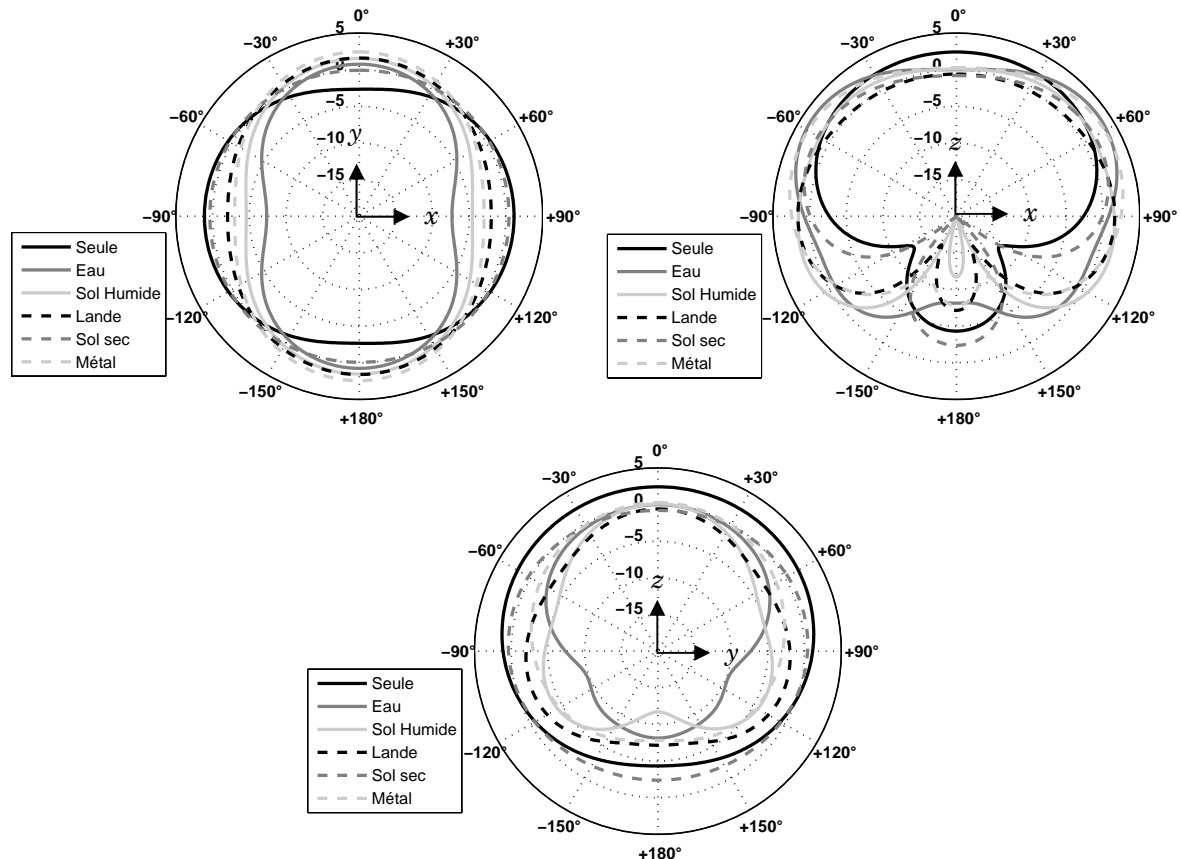 0°
5
−30°
+30°
0
−60°
+60°
−5
−10
y
−15
−90°
x
+90°
Seule
Eau
Sol Humide
Lande
Sol sec
Métal
−120°
+120°
−150°
+150°
+180°
0°
5
−30°
+30°
0
−60°
+60°
−5
−10
z
−15
−90°
x
+90°
Seule
Eau
Sol Humide
Lande
Sol sec
Métal
−120°
+120°
−150°
+150°
+180°
0°
5
−30°
+30°
0
−60°
+60°
−5
−10
z
−15
−90°
y
+90°
Seule
Eau
Sol Humide
Lande
Sol sec
Métal
−120°
+120°
−150°
+150°
+180°